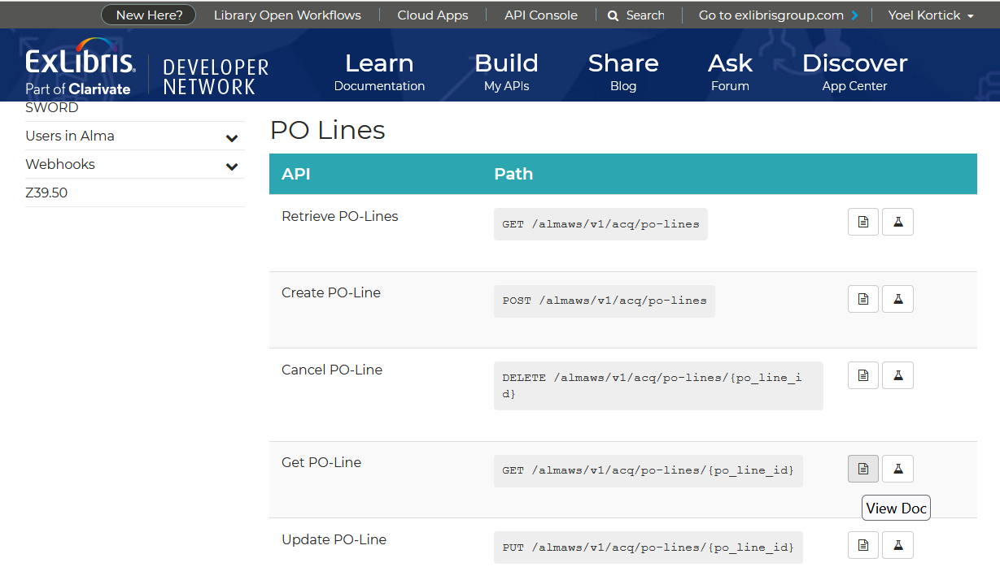 New Here? Library Open Workflows Cloud Apps API Console Search Go to exlibrisgroup.com Yoel Kortick
ExLibris®
Part of Clarivate
DEVELOPER
NETWORK
Learn
Documentation
Build
My APIs
Share
Blog
Ask
Forum
Discover
App Center
SWORD
Users in Alma
Webhooks
Z39.50
PO Lines
API Path
Retrieve PO-Lines GET /almaws/v1/acq/po-lines
Create PO-Line POST /almaws/v1/acq/po-lines
Cancel PO-Line DELETE /almaws/v1/acq/po-lines/{po_line_i
d}
Get PO-Line GET /almaws/v1/acq/po-lines/{po_line_id}
View Doc
Update PO-Line PUT /almaws/v1/acq/po-lines/{po_line_id}